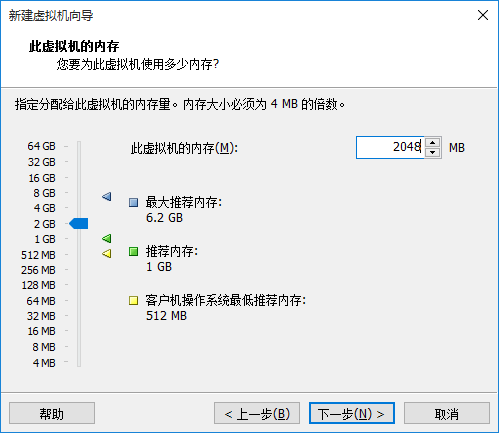 新建虚拟机向导
此虚拟机的内存
您要为此虚拟机使用多少内存?
指定分配给此虚拟机的内存量。内存大小必须为 4 MB 的倍数。
此虚拟机的内存(M): 2048 MB
64 GB
32 GB
16 GB
8 GB
4 GB
2 GB
1 GB
512 MB
256 MB
128 MB
64 MB
32 MB
16 MB
8 MB
4 MB
最大推荐内存:
6.2 GB
推荐内存:
1 GB
客户机操作系统最低推荐内存:
512 MB
帮助 < 上一步(B) 下一步(N) > 取消